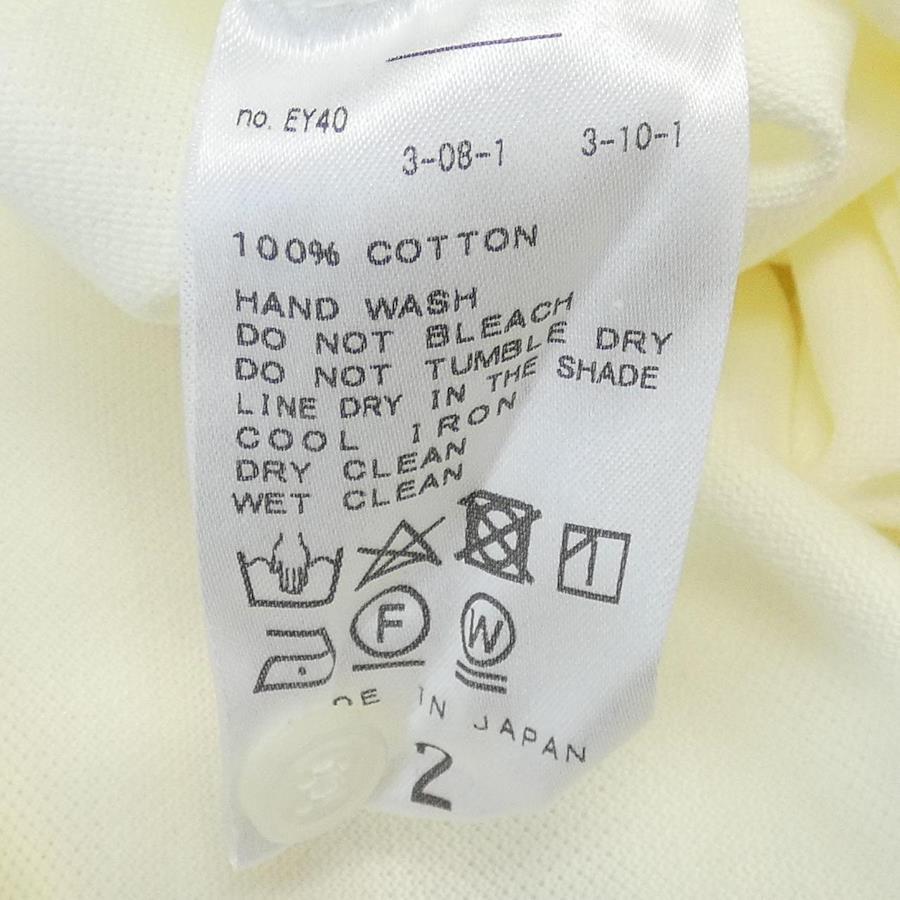 no. EY40
3-08-1 3-10-1
100% COTTON
HAND WASH
DO NOT BLEACH
DO NOT TUMBLE DRY
LINE DRY IN THE SHADE
COOL IRON
DRY CLEAN
WET CLEAN
F W
DE IN JAPAN
2